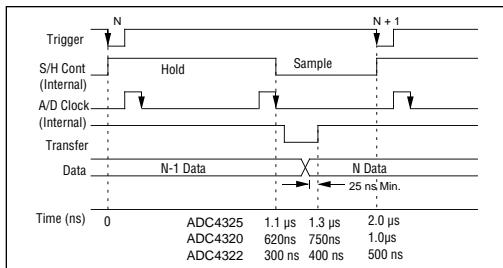 N N + 1
Trigger
S/H Cont
(Internal)
Hold Sample
A/D Clock
(Internal)
Transfer
Data N-1 Data N Data
25 ns Min.
Time (ns) 0 ADC4325 1.1 µs 1.3 µs 2.0 µs
ADC4320 620ns 750ns 1.0µs
ADC4322 300 ns 400 ns 500 ns